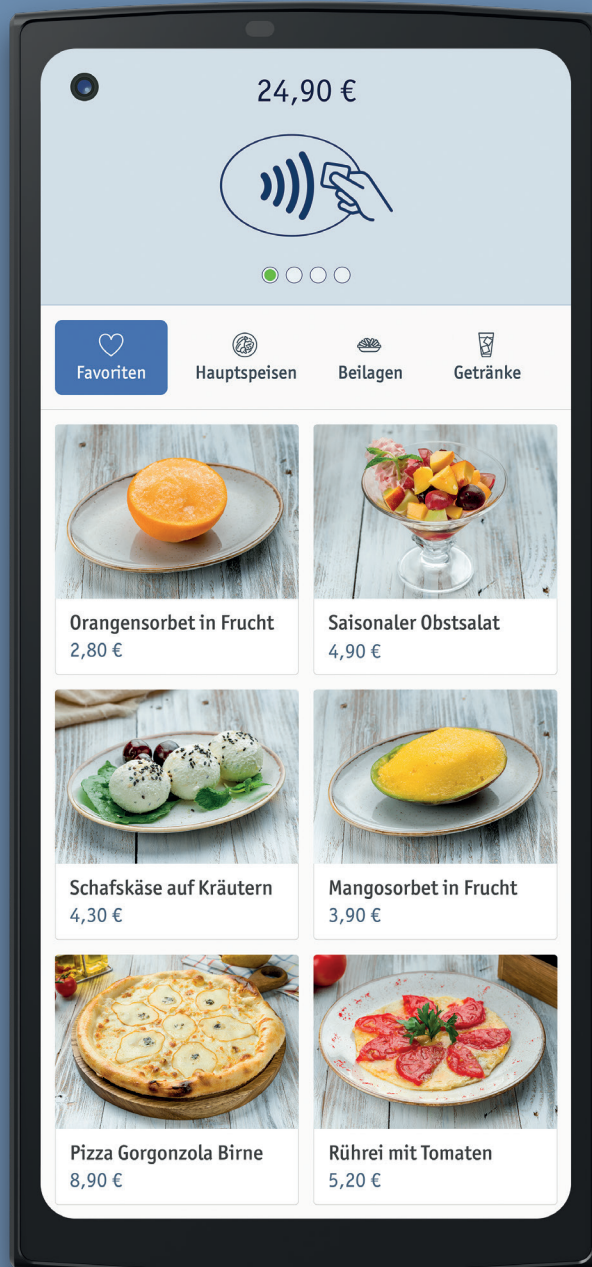 24,90 €
Favoriten
Hauptspeisen
Beilagen
Getränke
Orangensorbet in Frucht
2,80 €
Saisonaler Obstsalat
4,90 €
Schafskäse auf Kräutern
4,30 €
Mangosorbet in Frucht
3,90 €
Pizza Gorgonzola Birne
8,90 €
Rührei mit Tomaten
5,20 €